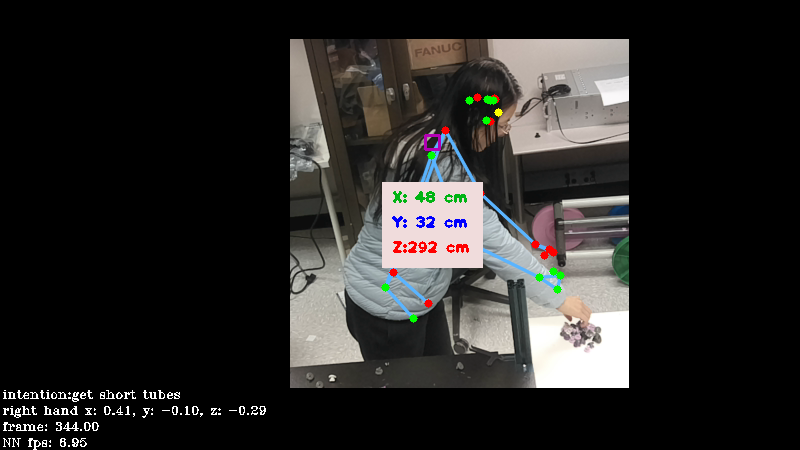 FANUC
X: 48 cm
Y: 32 cm
Z:292 cm
intention:get short tubes
right hand x: 0.41, y: -0.10, z: -0.29
frame: 344.00
NN fps: 6.95